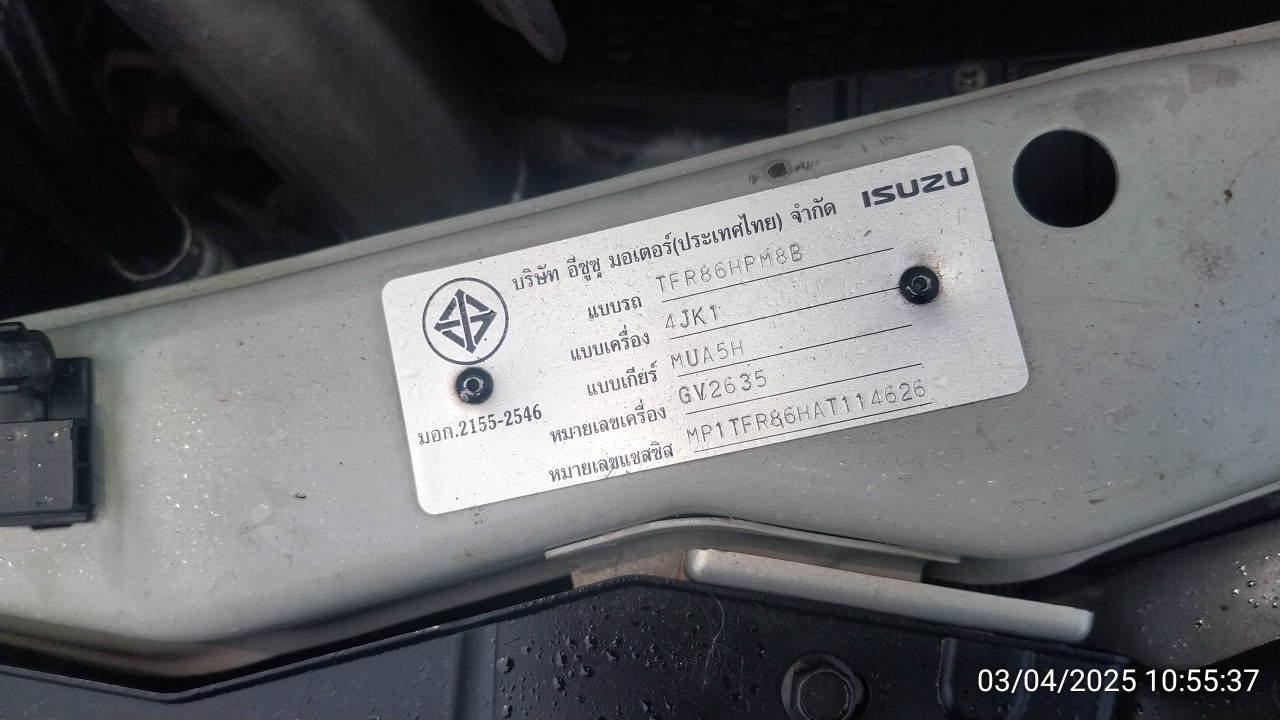 ISUZU
บริษัท อีซูซุ มอเตอร์(ประเทศไทย) จำกัด
แบบรถ TFR86HPM8B
แบบเครื่อง 4JK1
แบบเกียร์ MUA5H
หมายเลขเครื่อง GV2635
หมายเลขแชสซิส MP1TFR86HAT114626
มอก.2155-2546
03/04/2025 10:55:37